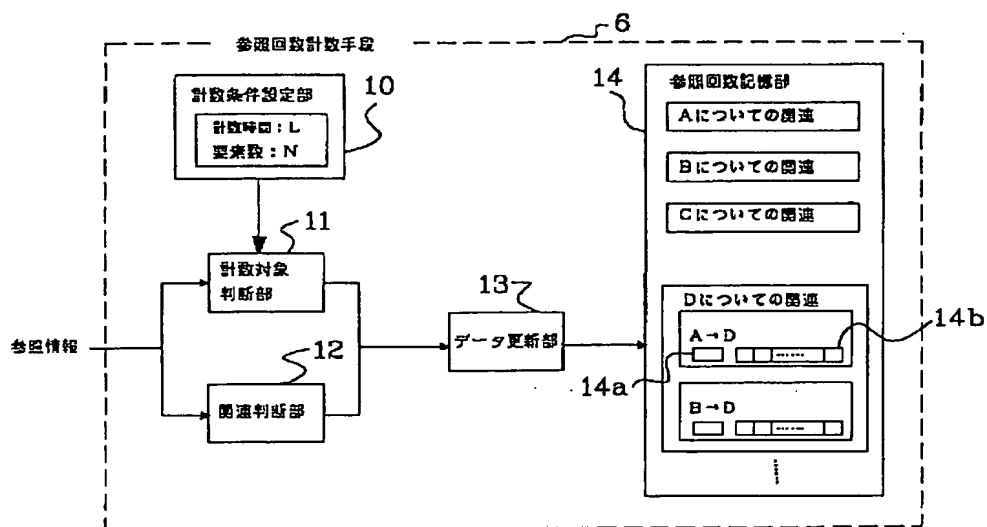 参照回数計数手段
6
計数条件設定部
計数時間：L
要素数：N
10
11
計数対象
判断部
参照情報
12
関連判断部
13
データ更新部
14
参照回数記憶部
Aについての関連
Bについての関連
Cについての関連
Dについての関連
A→D
14a
14b
B→D